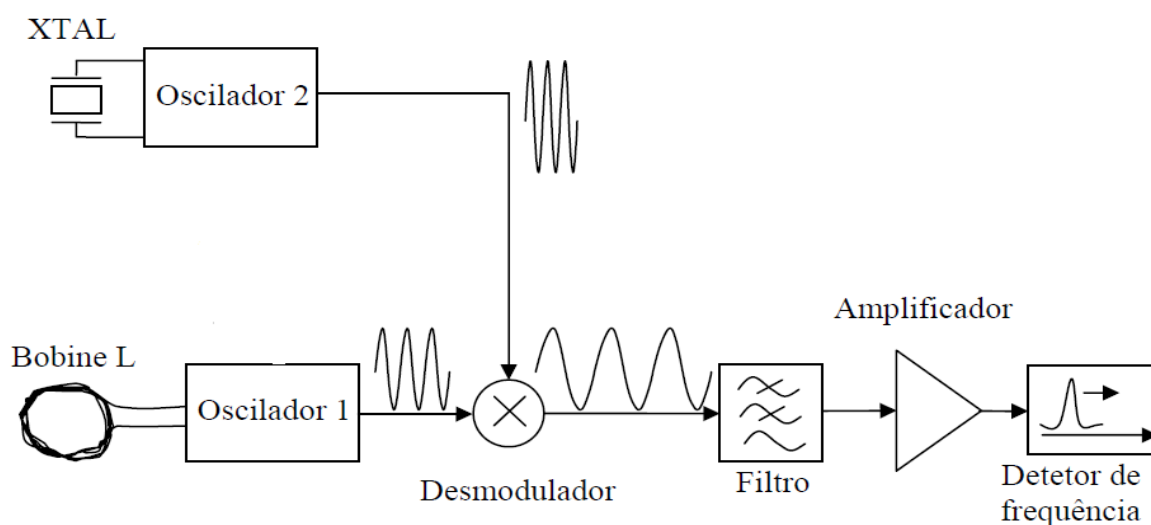 XTAL
Oscilador 2
Amplificador
Bobine L
Oscilador 1
Desmodulador
Filtro
Detetor de
frequência